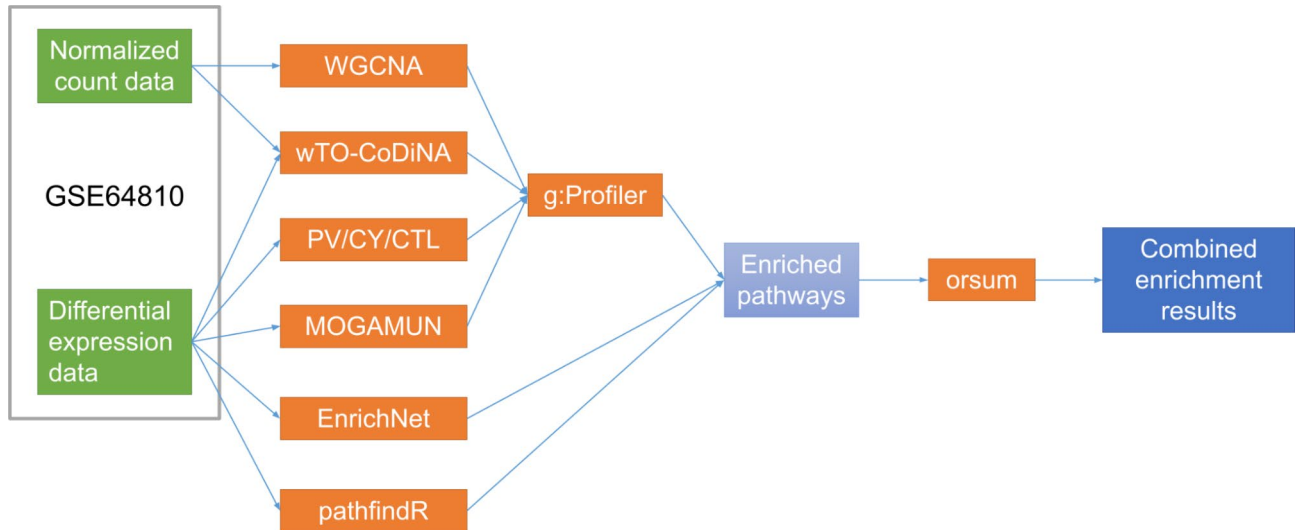 Normalized
count data
GSE64810
Differential
expression
data
WGCNA
wTO-CoDiNA
PV/CY/CTL
MOGAMUN
EnrichNet
pathfindR
g:Profiler
Enriched
pathways
orsum
Combined
enrichment
results